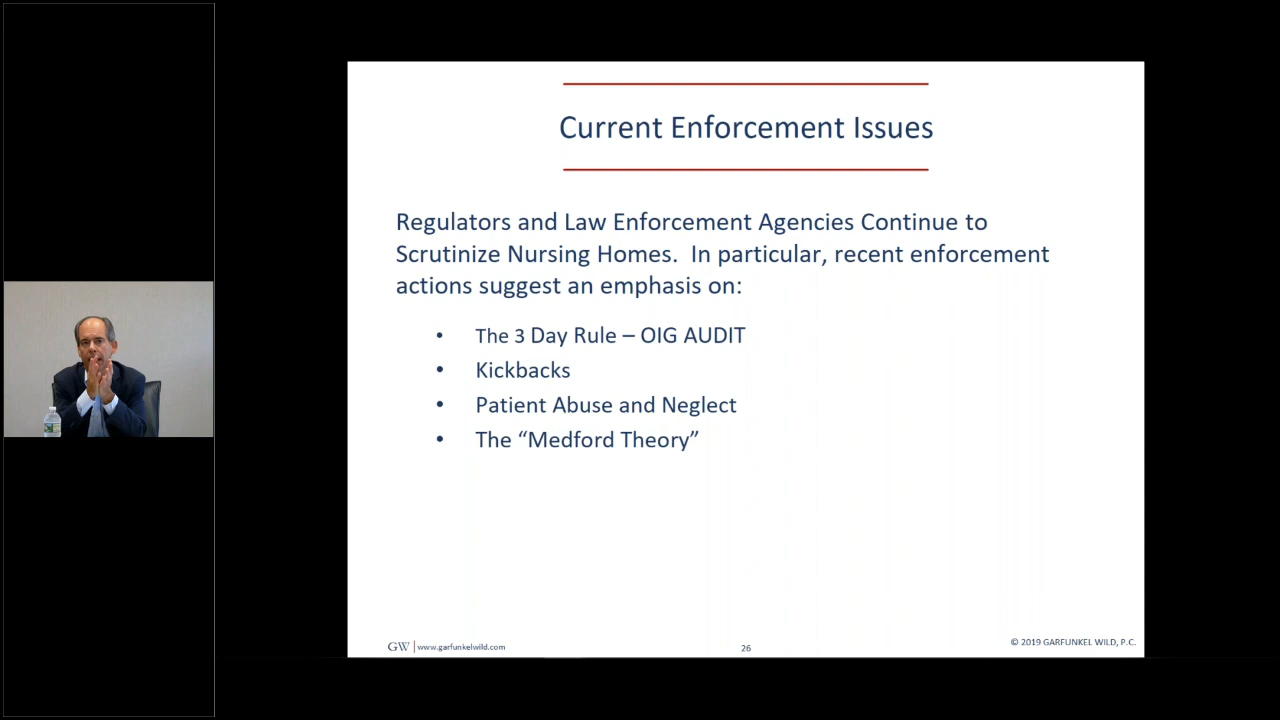 Current Enforcement Issues
Regulators and Law Enforcement Agencies Continue to
Scrutinize Nursing Homes.  In particular, recent enforcement
actions suggest an emphasis on:
• The 3 Day Rule – OIG AUDIT
• Kickbacks
• Patient Abuse and Neglect
• The “Medford Theory”
GW | www.garfunkelwild.com
26
© 2019 GARFUNKEL WILD, P.C.